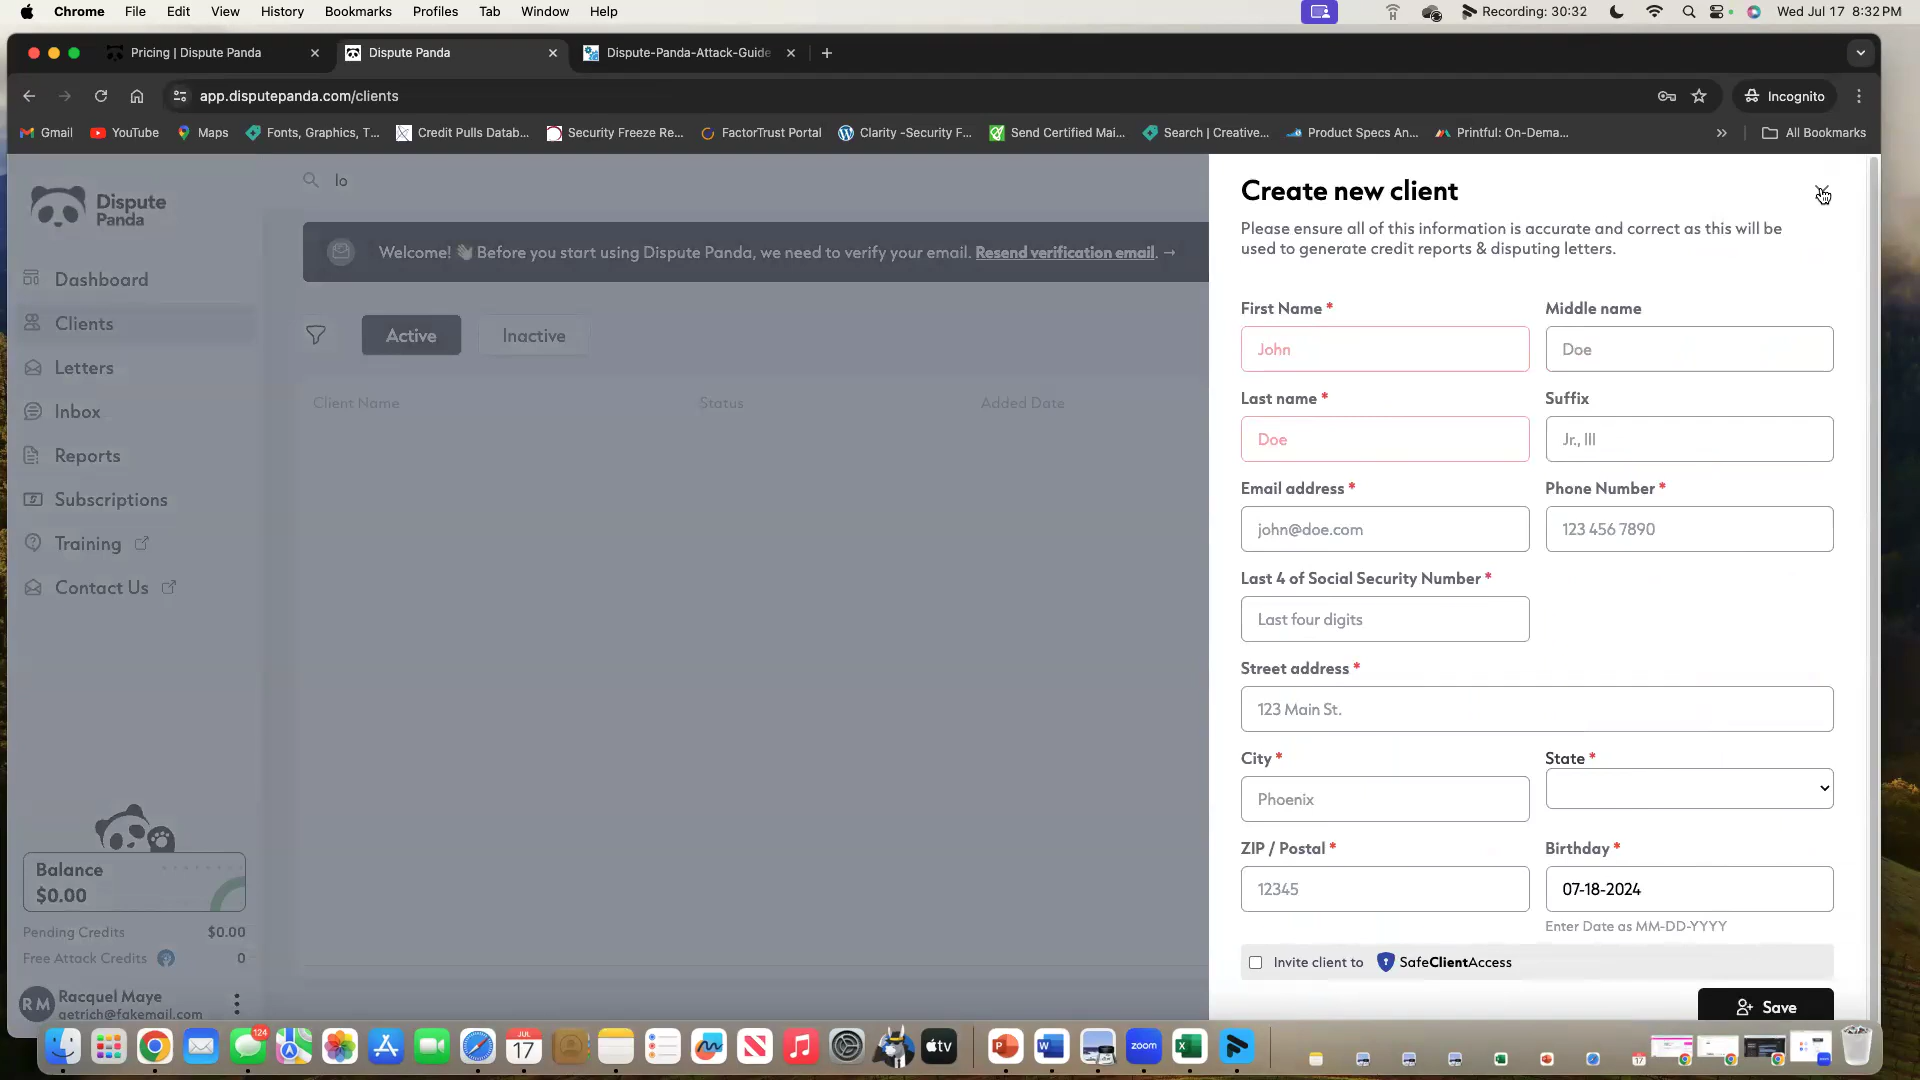 Chrome File Edit View History Bookmarks Profiles Tab Window Help Recording: 30:32 Wed Jul 17 8:32 PM
Pricing | Dispute Panda Dispute Panda Dispute-Panda-Attack-Guide
app.disputepanda.com/clients Incognito
Gmail YouTube Maps Fonts, Graphics, T... Credit Pulls Datab... Security Freeze Re... FactorTrust Portal Clarity -Security F... Send Certified Mai... Search | Creative... Product Specs An... Printful: On-Dema... » All Bookmarks
Dispute
Panda
Dashboard
Clients
Letters
Inbox
Reports
Subscriptions
Training
Contact Us
Balance
$0.00
Pending Credits $0.00
Free Attack Credits 0
RM Racquel Maye
getrich@fakemail.com
lo
Welcome! 👋 Before you start using Dispute Panda, we need to verify your email. Resend verification email. →
Active Inactive
Client Name Status Added Date
Create new client
Please ensure all of this information is accurate and correct as this will be
used to generate credit reports & disputing letters.
First Name * Middle name
John Doe
Last name * Suffix
Doe Jr., III
Email address * Phone Number *
john@doe.com 123 456 7890
Last 4 of Social Security Number *
Last four digits
Street address *
123 Main St.
City * State *
Phoenix
ZIP / Postal * Birthday *
12345 07-18-2024
Enter Date as MM-DD-YYYY
Invite client to SafeClientAccess
Save
124 JUL 17 tv zoom